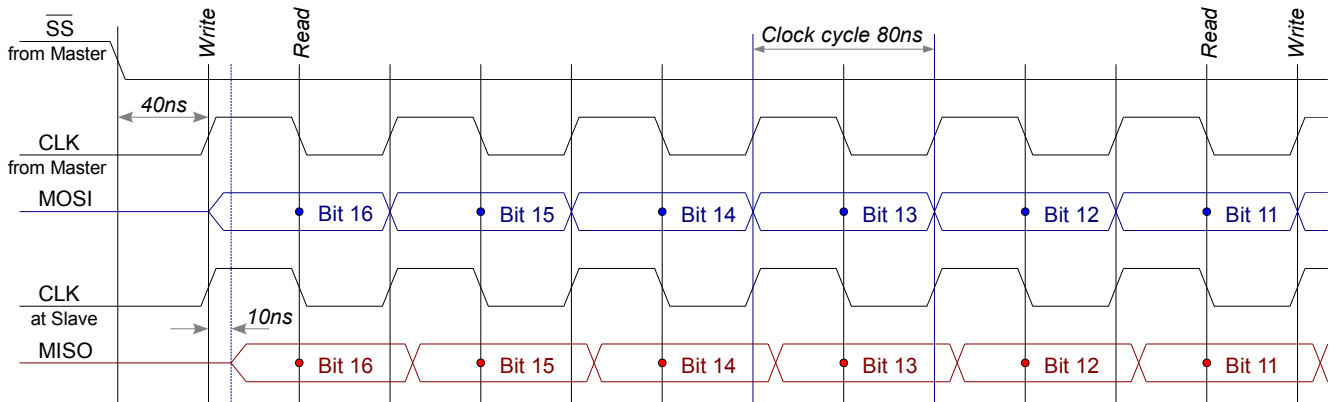 SS
from Master
Write
Read
Clock cycle 80ns
Read
Write
40ns
CLK
from Master
MOSI
Bit 16
Bit 15
Bit 14
Bit 13
Bit 12
Bit 11
CLK
at Slave
10ns
MISO
Bit 16
Bit 15
Bit 14
Bit 13
Bit 12
Bit 11